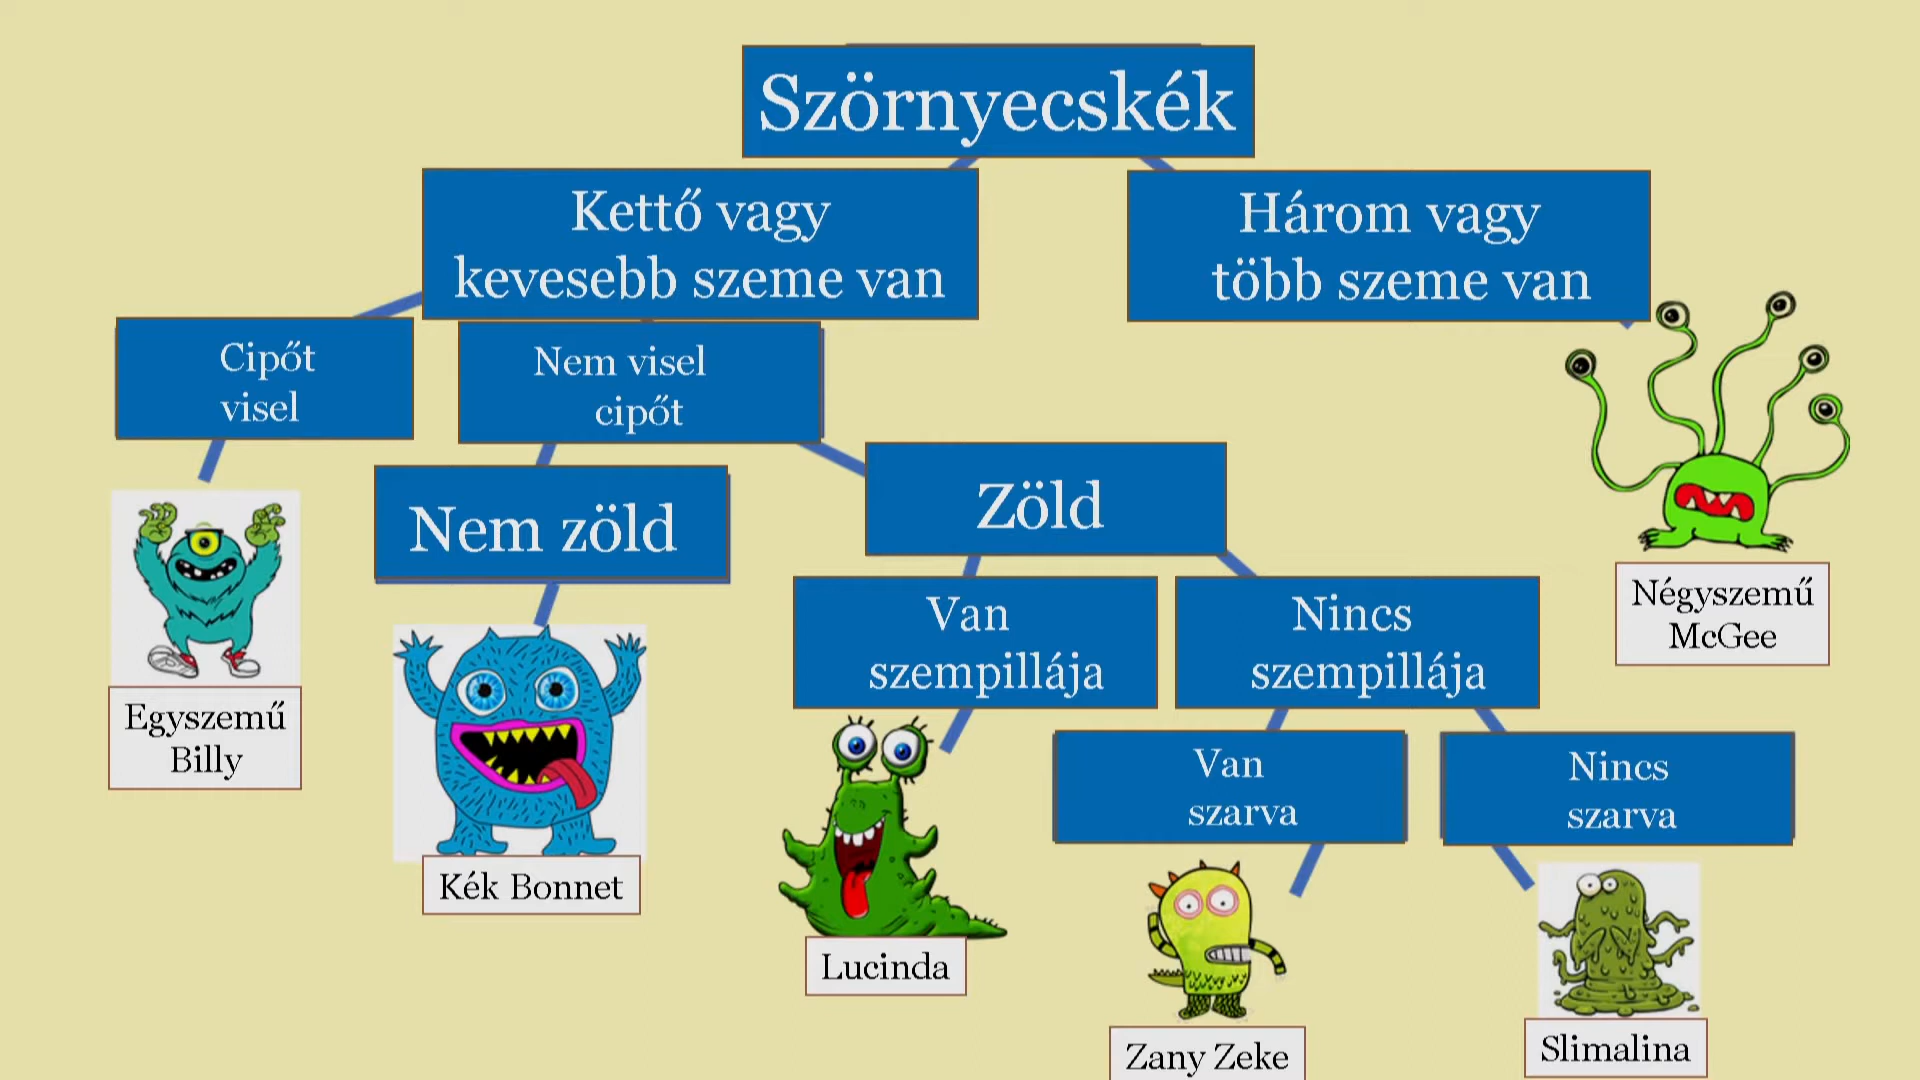 Szörnyecskék
Kettő vagy
kevesebb szeme van
Három vagy
több szeme van
Cipőt
visel
Nem visel
cipőt
Nem zöld
Zöld
Van
szempillája
Nincs
szempillája
Négyszemű
McGee
Egyszemű
Billy
Van
szarva
Nincs
szarva
Kék Bonnet
Lucinda
Zany Zeke
Slimalina